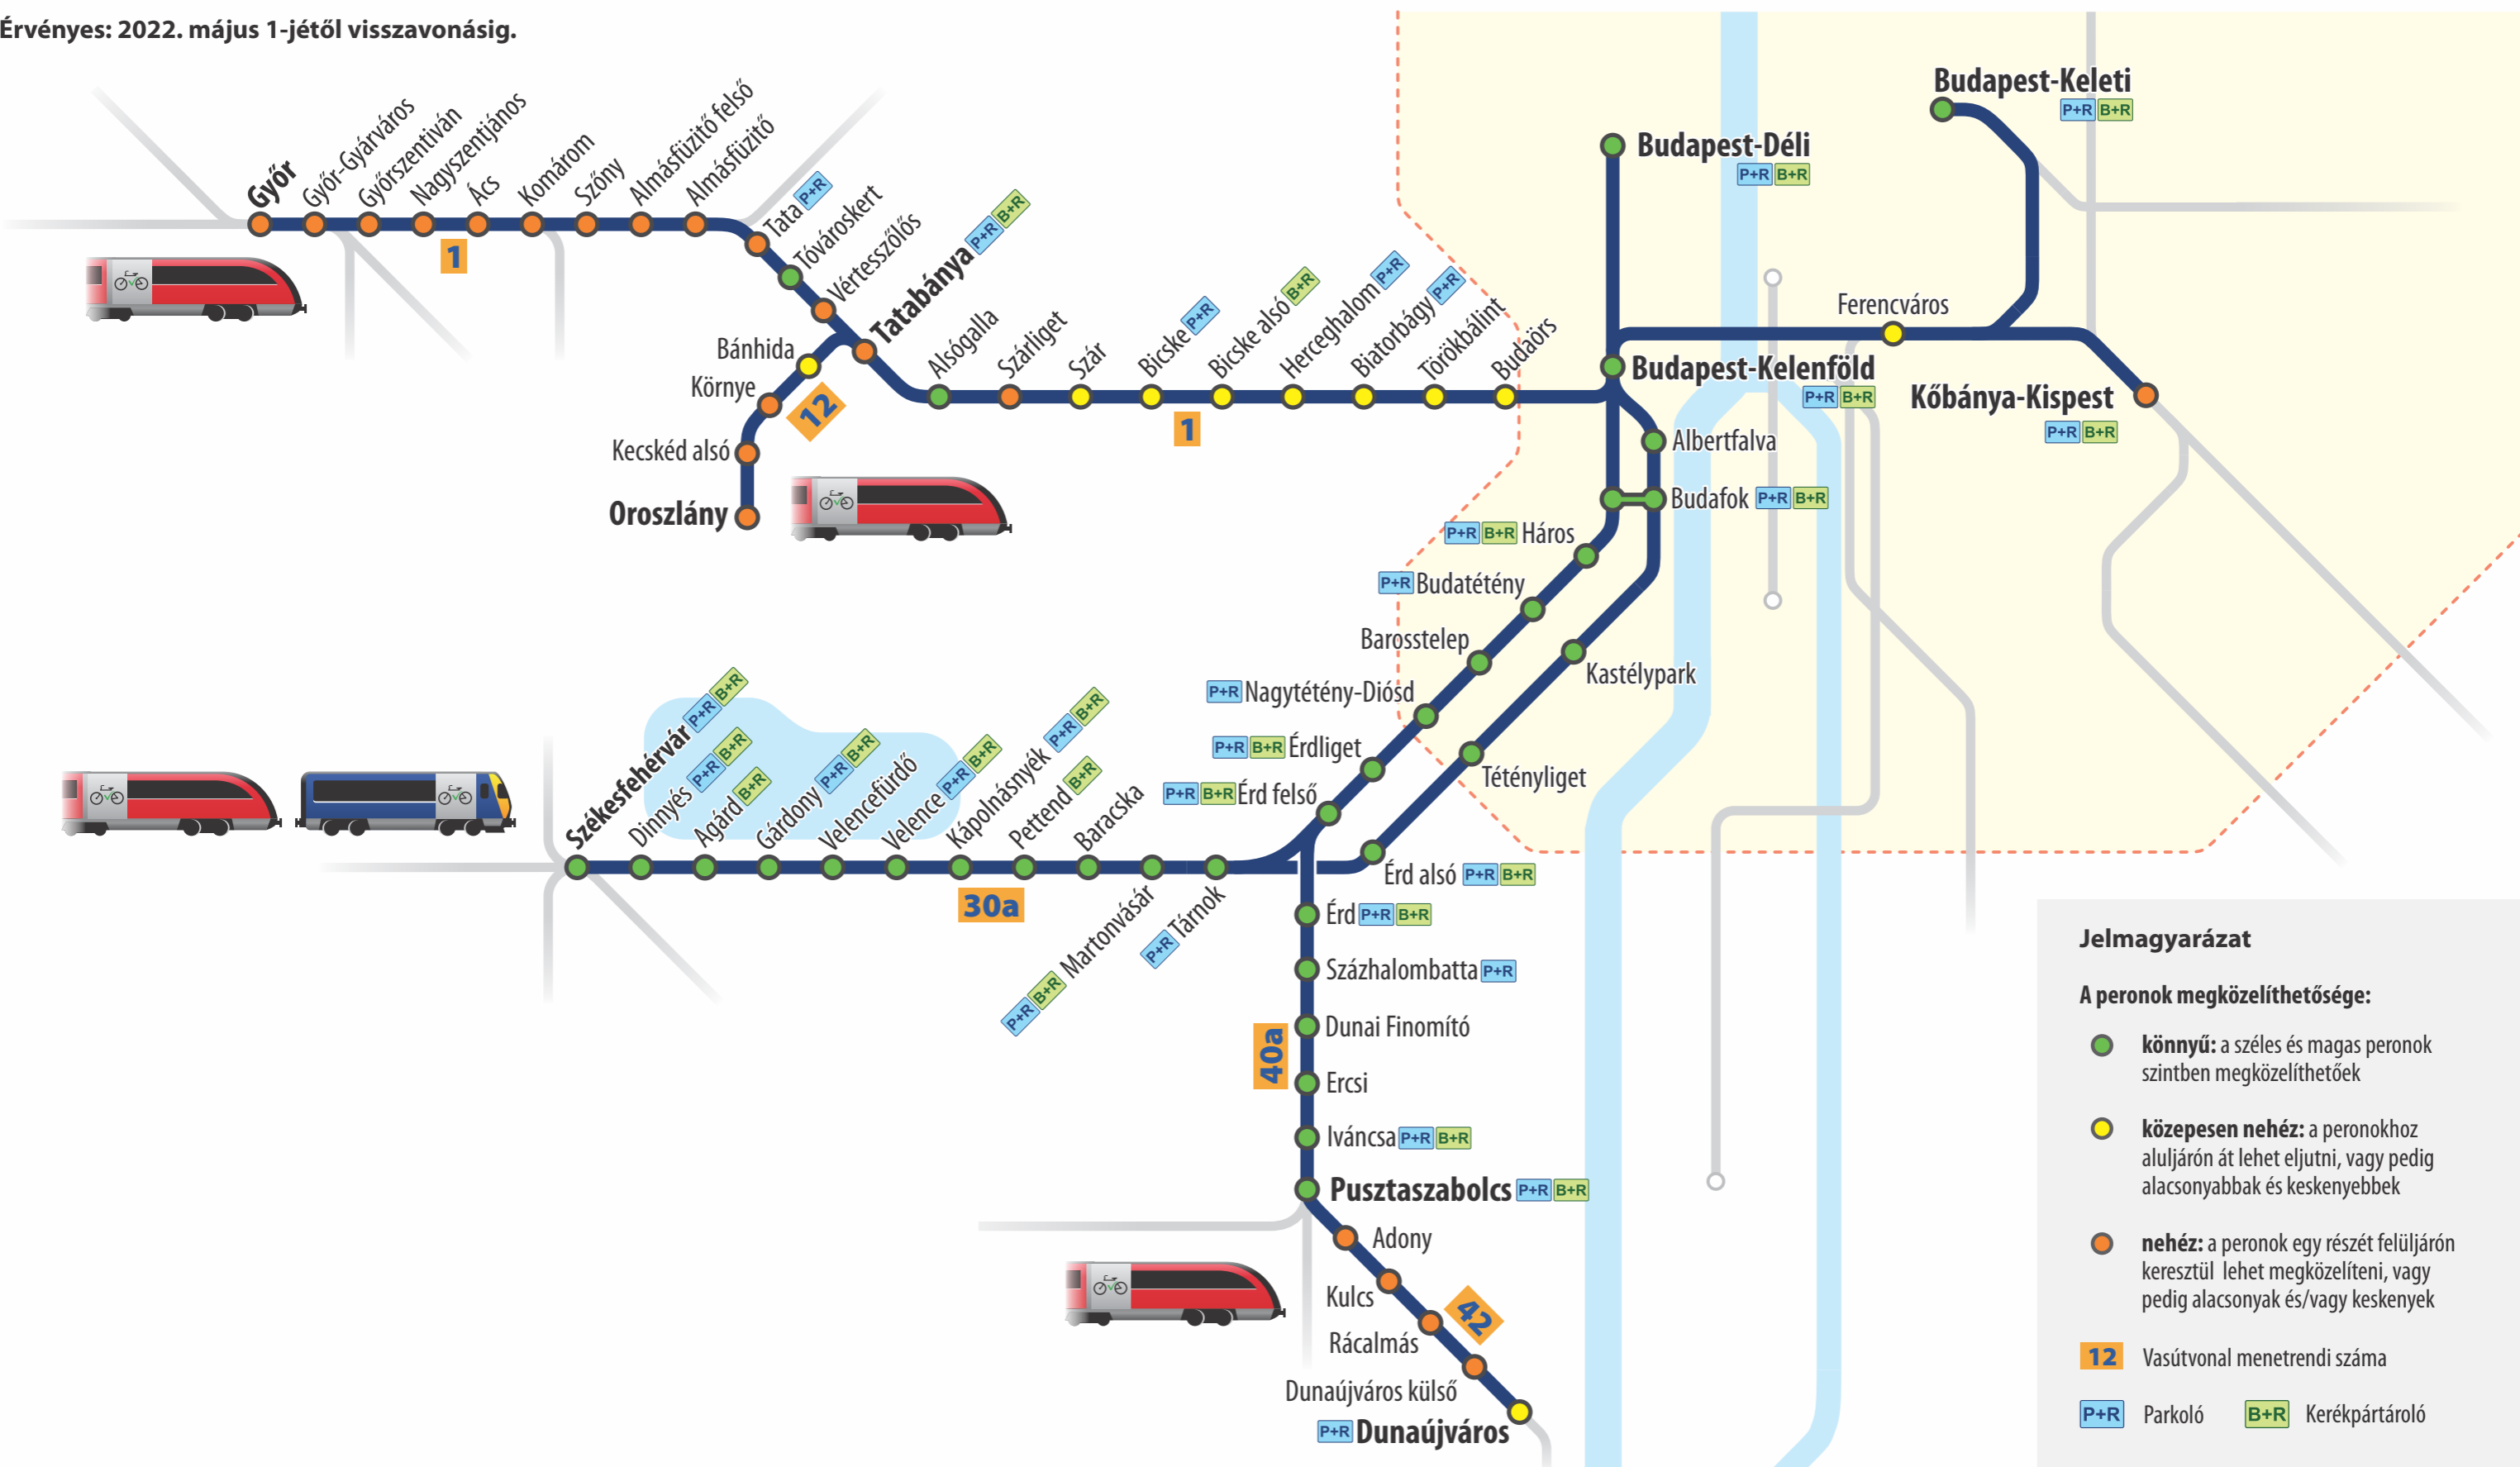 Érvényes: 2022. május 1-jétől visszavonásig.
Győr
Győr-Gyárváros
Győrszentiván
Nagyszentjános
Ács
Komárom
Szőny
Almásfüzitő felső
Almásfüzitő
Tata P+R
Tóvároskert
Vértesszőlős
Tatabánya P+R B+R
1
Bánhida
Környe
Kecskéd alsó
Oroszlány
12
Alsógalla
Szárliget
Szár
Bicske P+R
Bicske alsó B+R
Herceghalom P+R
Biatorbágy P+R
Törökbálint
Budaörs
1
Budapest-Déli
P+R B+R
Budapest-Keleti
P+R B+R
Ferencváros
Budapest-Kelenföld
P+R B+R
Kőbánya-Kispest
P+R B+R
Albertfalva
Budafok P+R B+R
P+R B+R Háros
P+R Budatétény
Barosstelep
Kastélypark
P+R Nagytétény-Diósd
P+R B+R Érdliget
Tétényliget
P+R B+R Érd felső
Érd alsó P+R B+R
Székesfehérvár P+R B+R
Dinnyés P+R B+R
Agárd B+R
Gárdony P+R B+R
Velencefürdő
Velence P+R B+R
Kápolnásnyék P+R B+R
Pettend B+R
Baracska
P+R B+R Martonvásár
P+R Tárnok
30a
Érd P+R B+R
Százhalombatta P+R
Dunai Finomító
40a
Ercsi
Iváncsa P+R B+R
Pusztaszabolcs P+R B+R
Adony
Kulcs
42
Rácalmás
Dunaújváros külső
P+R Dunaújváros
Jelmagyarázat
A peronok megközelíthetősége:
könnyű: a széles és magas peronok
szintben megközelíthetőek
közepesen nehéz: a peronokhoz
aluljárón át lehet eljutni, vagy pedig
alacsonyabbak és keskenyebbek
nehéz: a peronok egy részét felüljárón
keresztül lehet megközelíteni, vagy
pedig alacsonyak és/vagy keskenyek
12 Vasútvonal menetrendi száma
P+R Parkoló B+R Kerékpártároló